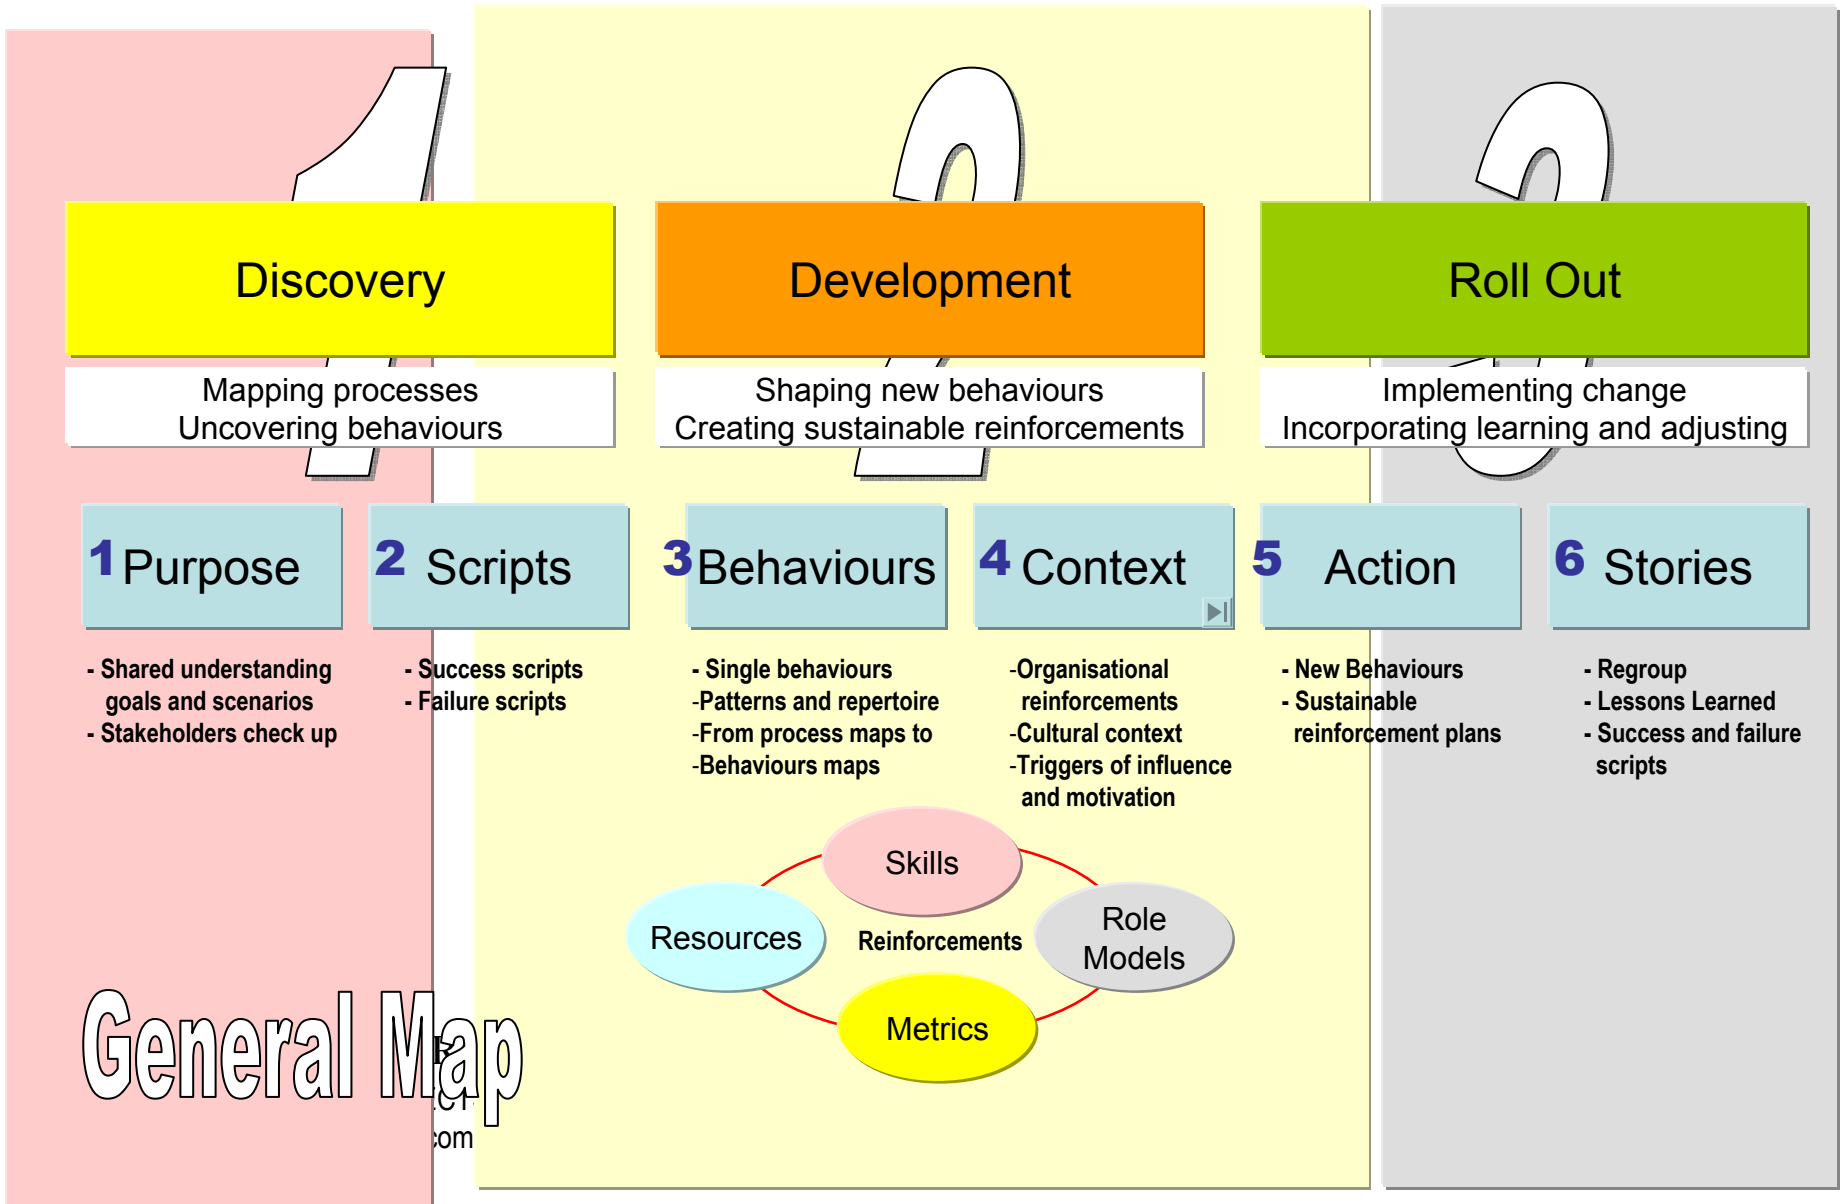 1
2
3
Discovery
Mapping processes
Uncovering behaviours
Development
Shaping new behaviours
Creating sustainable reinforcements
Roll Out
Implementing change
Incorporating learning and adjusting
1 Purpose
- Shared understanding
goals and scenarios
- Stakeholders check up
2 Scripts
- Success scripts
- Failure scripts
3 Behaviours
- Single behaviours
-Patterns and repertoire
-From process maps to
-Behaviours maps
4 Context
-Organisational
reinforcements
-Cultural context
-Triggers of influence
and motivation
5 Action
- New Behaviours
- Sustainable
reinforcement plans
6 Stories
- Regroup
- Lessons Learned
- Success and failure
scripts
Skills
Resources
Reinforcements
Role
Models
Metrics
General Map
com